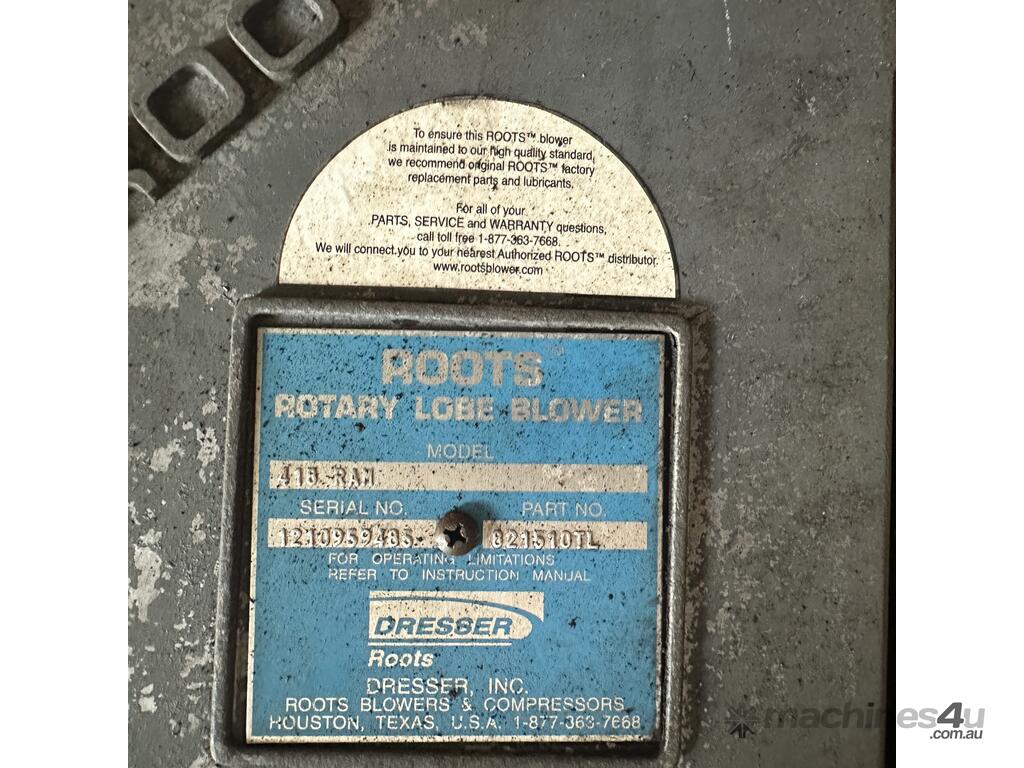 ROO
To ensure this ROOTS™ blower
is maintained to our high quality standard,
we recommend original ROOTS™ factory
replacement parts and lubricants.
For all of your
PARTS, SERVICE and WARRANTY questions,
call toll free 1-877-363-7668.
We will connect you to your nearest Authorized ROOTS™ distributor.
www.rootsblower.com
ROOTS®
ROTARY LOBE BLOWER
MODEL
RAM
SERIAL NO. PART NO.
821510TL
FOR OPERATING LIMITATIONS
REFER TO INSTRUCTION MANUAL
DRESSER
Roots
DRESSER, INC.
ROOTS BLOWERS & COMPRESSORS
HOUSTON, TEXAS, U.S.A. 1-877-363-7668
machines4u
.com.au